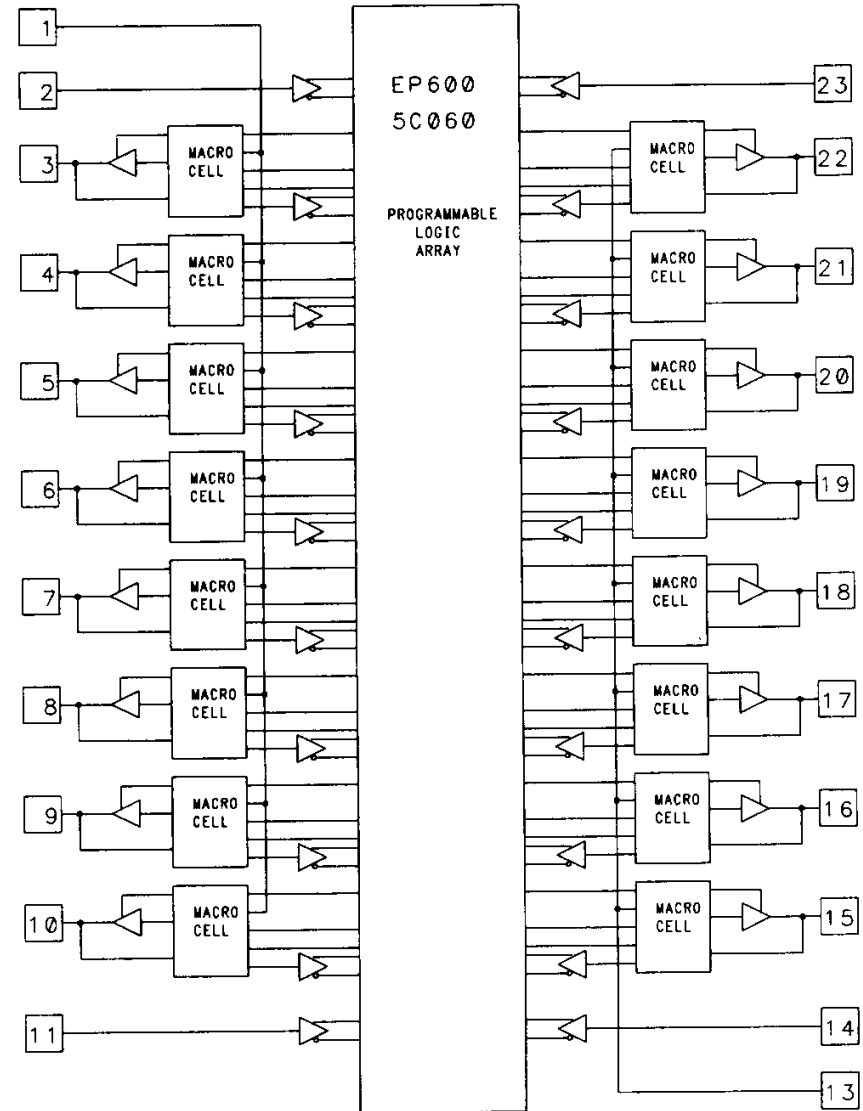 1
2
EP600
23
5C060
3
MACRO
CELL
MACRO
CELL
22
PROGRAMMABLE
LOGIC
ARRAY
4
MACRO
CELL
MACRO
CELL
21
5
MACRO
CELL
MACRO
CELL
20
6
MACRO
CELL
MACRO
CELL
19
7
MACRO
CELL
MACRO
CELL
18
8
MACRO
CELL
MACRO
CELL
17
9
MACRO
CELL
MACRO
CELL
16
10
MACRO
CELL
MACRO
CELL
15
11
14
13